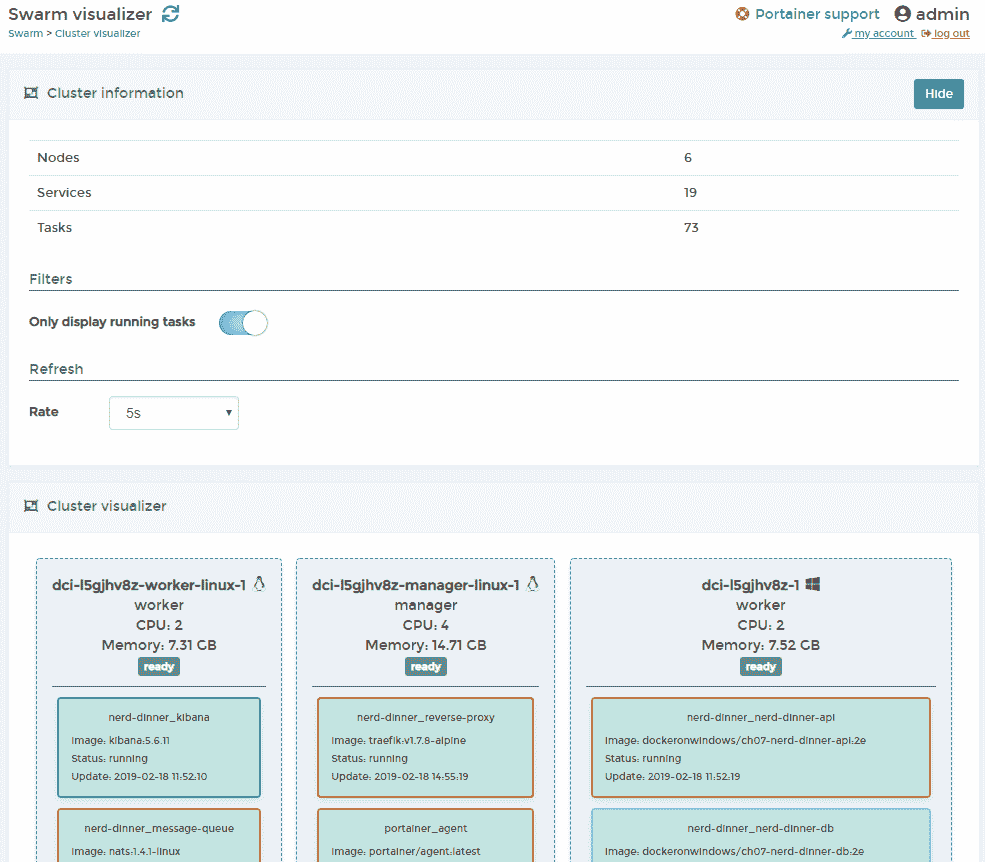 Swarm visualizer
Portainer support admin
Swarm > Cluster visualizer
my account log out
Cluster information
Hide
Nodes 6
Services 19
Tasks 73
Filters
Only display running tasks
Refresh
Rate 5s
Cluster visualizer
dci-l5gjhv8z-worker-linux-1
worker
CPU: 2
Memory: 7.31 GB
ready
nerd-dinner_kibana
Image: kibana:5.6.11
Status: running
Update: 2019-02-18 11:52:10
nerd-dinner_message-queue
Image: nats:1.4.1-linux
dci-l5gjhv8z-manager-linux-1
manager
CPU: 4
Memory: 14.71 GB
ready
nerd-dinner_reverse-proxy
Image: traefik:v1.7.8-alpine
Status: running
Update: 2019-02-18 14:55:19
portainer_agent
Image: portainer/agent:latest
dci-l5gjhv8z-1
worker
CPU: 2
Memory: 7.52 GB
ready
nerd-dinner_nerd-dinner-api
Image: dockeronwindows/ch07-nerd-dinner-api:2e
Status: running
Update: 2019-02-18 11:52:19
nerd-dinner_nerd-dinner-db
Image: dockeronwindows/ch07-nerd-dinner-db:2e